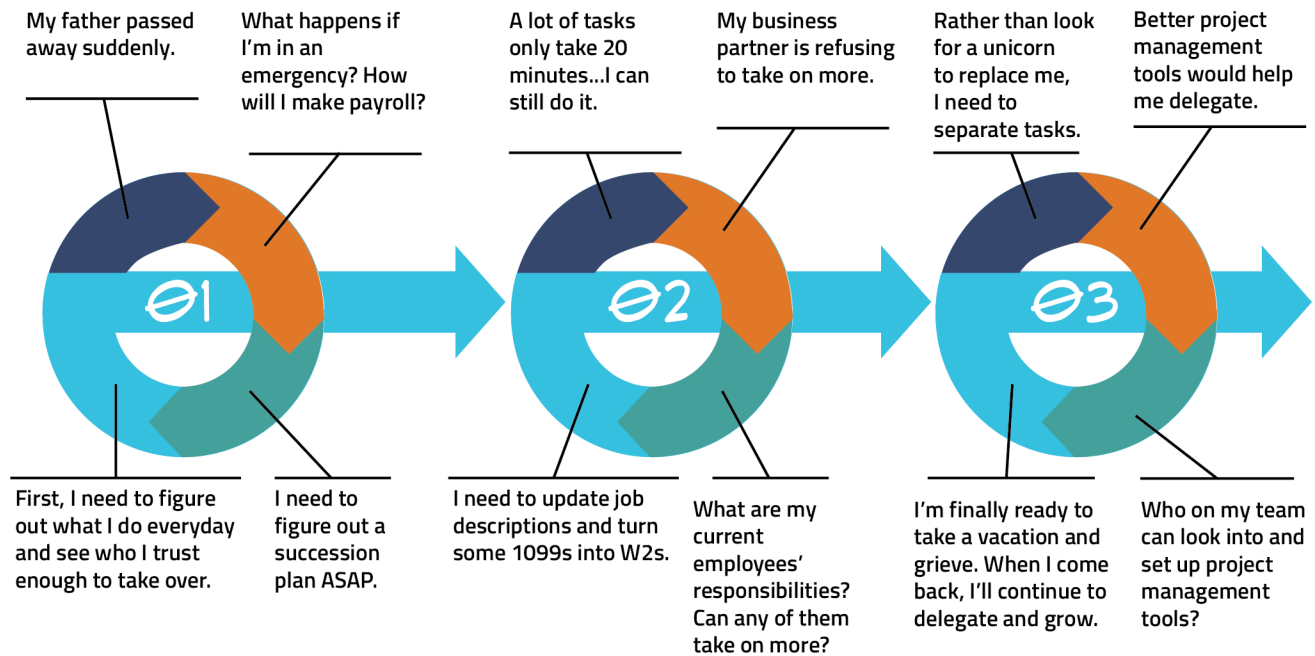 My father passed
away suddenly.
What happens if
I'm in an
emergency? How
will I make payroll?
A lot of tasks
only take 20
minutes...I can
still do it.
My business
partner is refusing
to take on more.
Rather than look
for a unicorn
to replace me,
I need to
separate tasks.
Better project
management
tools would help
me delegate.
01
02
03
First, I need to figure
out what I do everyday
and see who I trust
enough to take over.
I need to
figure out a
succession
plan ASAP.
I need to update job
descriptions and turn
some 1099s into W2s.
What are my
current
employees'
responsibilities?
Can any of them
take on more?
I'm finally ready to
take a vacation and
grieve. When I come
back, I'll continue to
delegate and grow.
Who on my team
can look into and
set up project
management
tools?